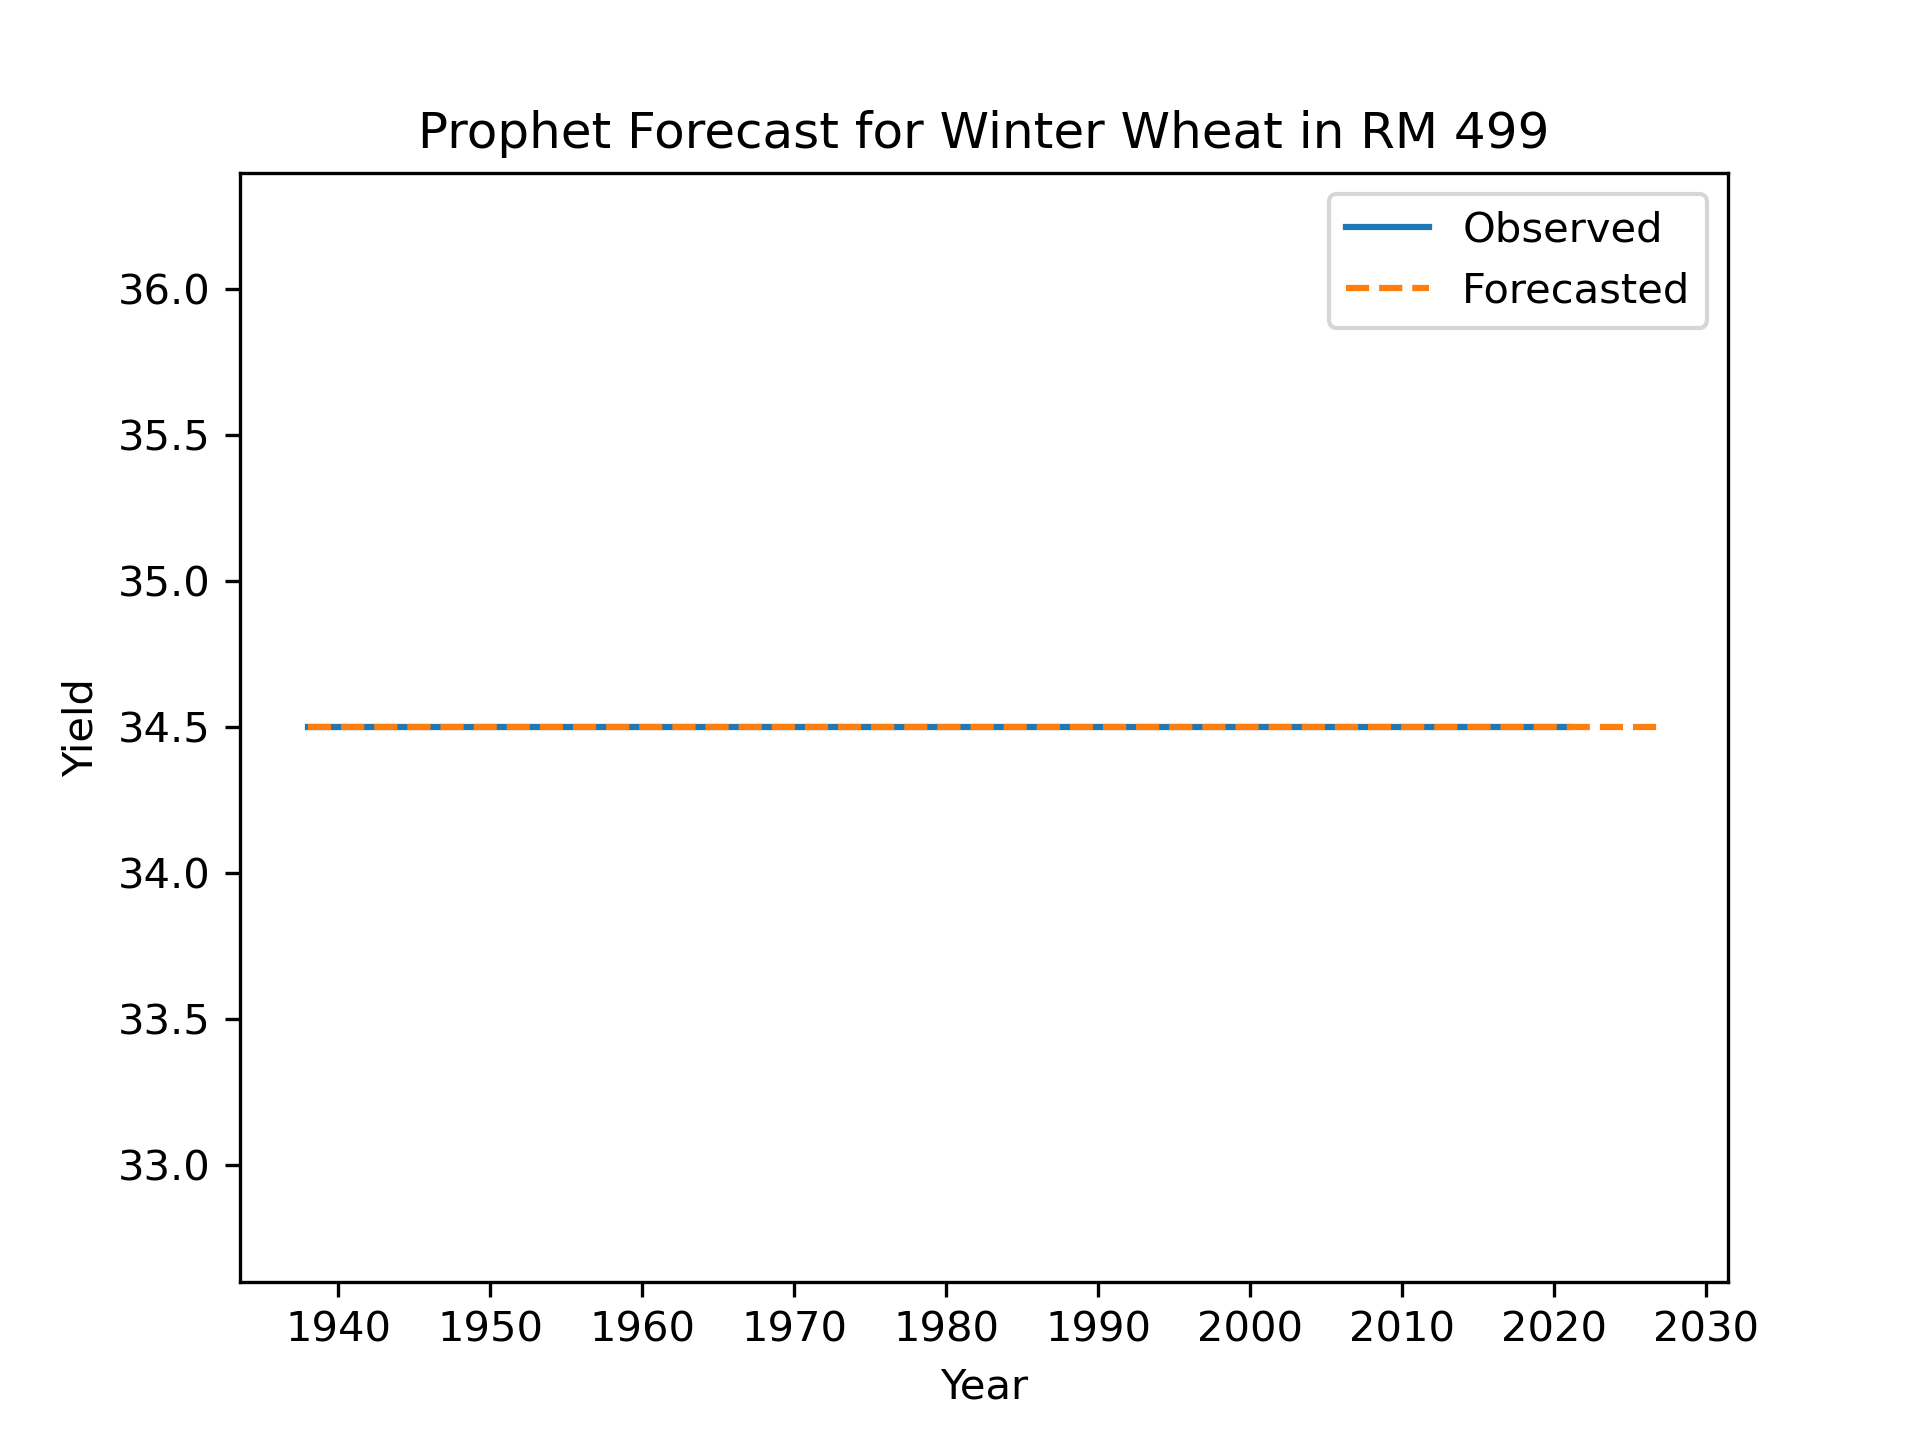 Prophet Forecast for Winter Wheat in RM 499
Observed
Forecasted
36.0
35.5
35.0
34.5
34.0
33.5
33.0
Yield
1940 1950 1960 1970 1980 1990 2000 2010 2020 2030
Year